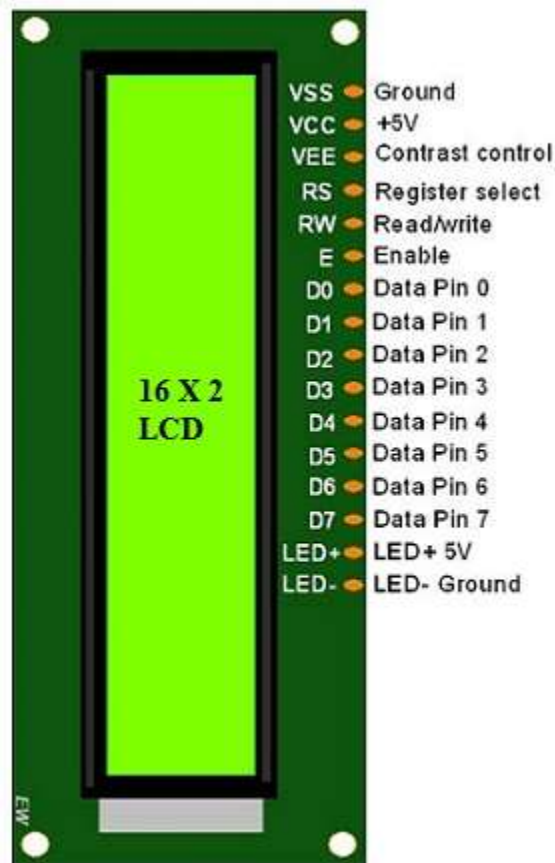 VSS Ground
VCC +5V
VEE Contrast control
RS Register select
RW Read/write
E Enable
D0 Data Pin 0
D1 Data Pin 1
D2 Data Pin 2
D3 Data Pin 3
D4 Data Pin 4
D5 Data Pin 5
D6 Data Pin 6
D7 Data Pin 7
LED+ LED+ 5V
LED- LED- Ground
16 X 2
LCD
EW